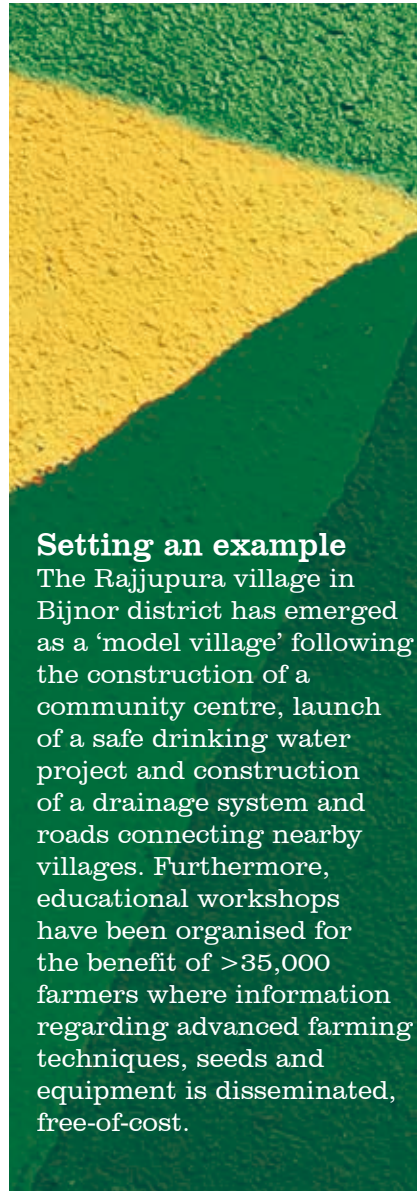 Setting an example
The Rajjupura village in
Bijnor district has emerged
as a ‘model village’ following
the construction of a
community centre, launch
of a safe drinking water
project and construction
of a drainage system and
roads connecting nearby
villages. Furthermore,
educational workshops
have been organised for
the benefit of >35,000
farmers where information
regarding advanced farming
techniques, seeds and
equipment is disseminated,
free-of-cost.